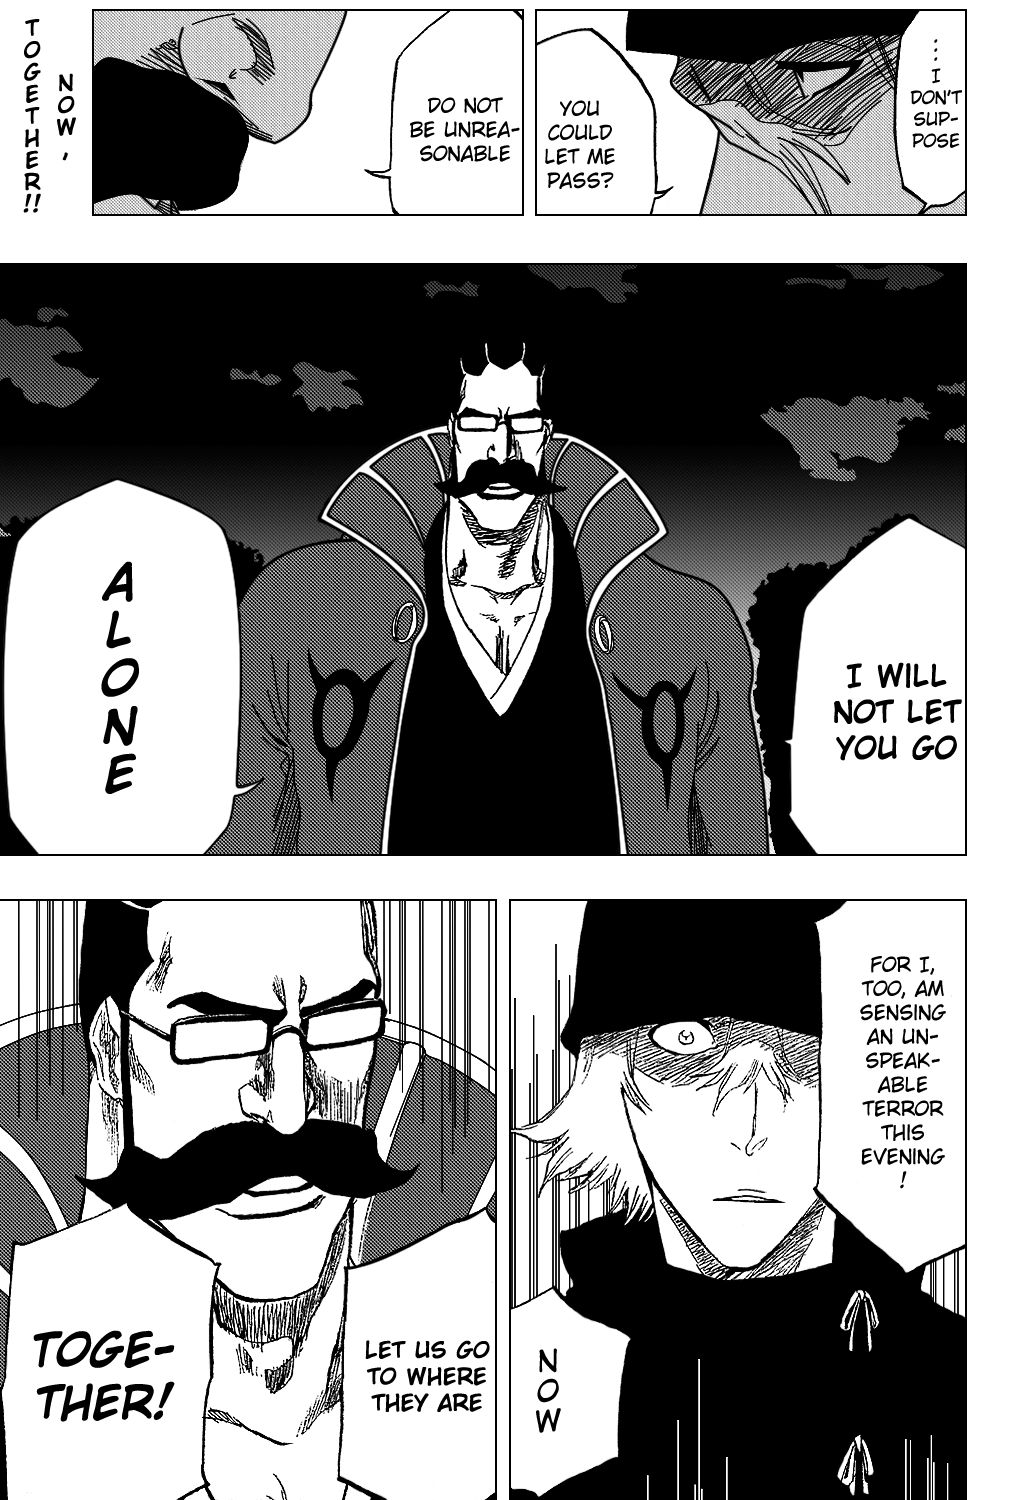 ...I
DON'T
SUP-
POSE
YOU
COULD
LET ME
PASS?
DO NOT
BE UNREA-
SONABLE
NOW,
TOGETHER!!
I WILL
NOT LET
YOU GO
ALONE
FOR I,
TOO, AM
SENSING
AN UN-
SPEAK-
ABLE
TERROR
THIS
EVENING
!
NOW
LET US GO
TO WHERE
THEY ARE
TOGE-
THER!